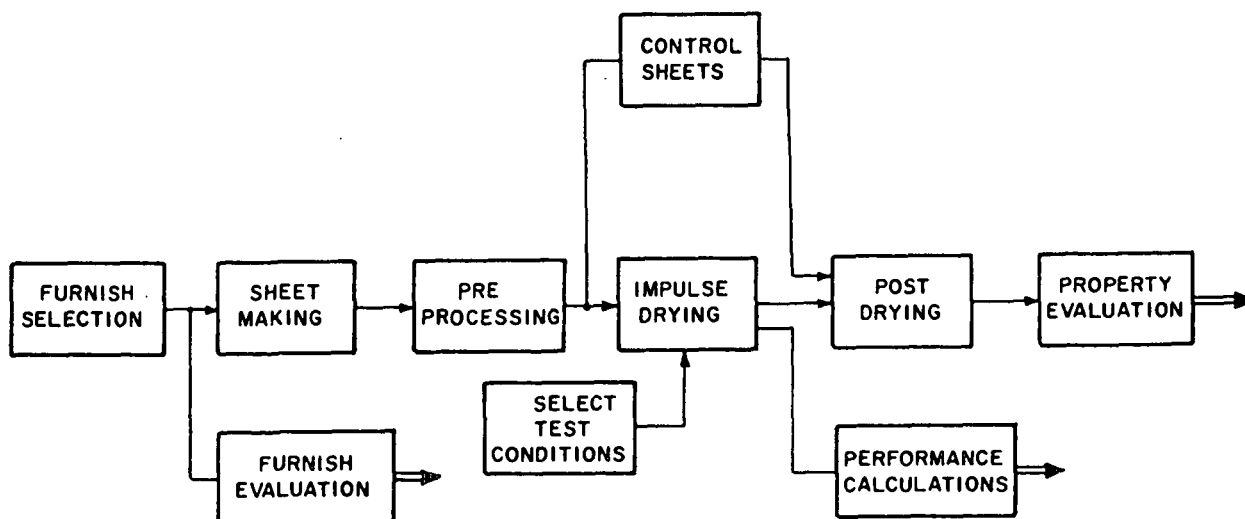 CONTROL
SHEETS
FURNISH
SELECTION
SHEET
MAKING
PRE
PROCESSING
IMPULSE
DRYING
POST
DRYING
PROPERTY
EVALUATION
SELECT
TEST
CONDITIONS
FURNISH
EVALUATION
PERFORMANCE
CALCULATIONS